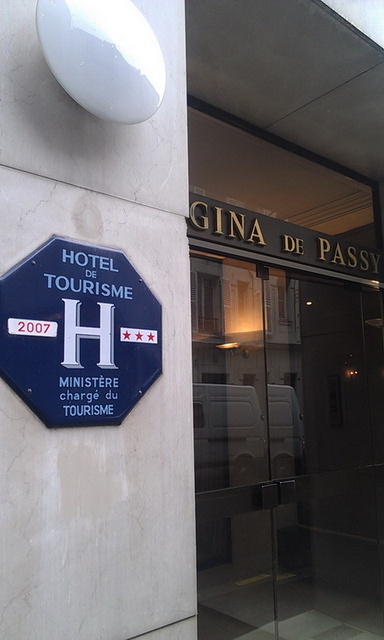 GINA DE PASSY
HOTEL
DE
TOURISME
2007 H ★★★
MINISTÈRE
chargé du
TOURISME